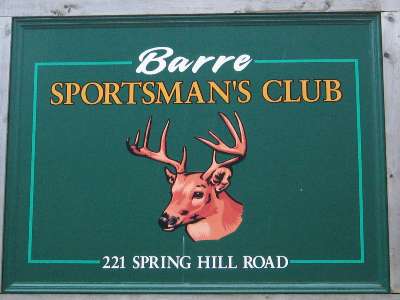 Barre
SPORTSMAN'S CLUB
221 SPRING HILL ROAD